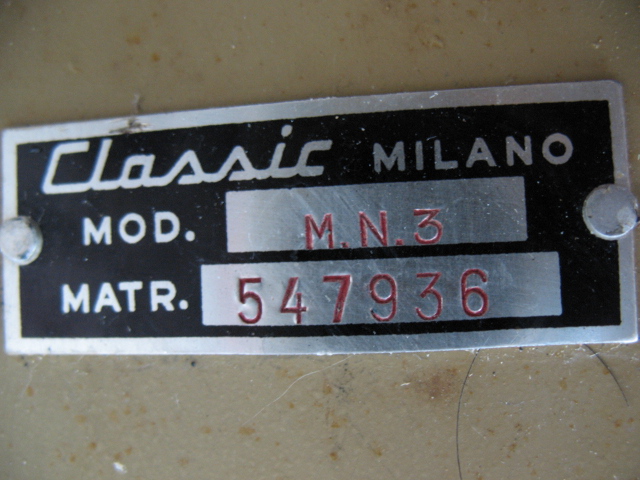 Classic MILANO
MOD. M.N.3
MATR. 547936